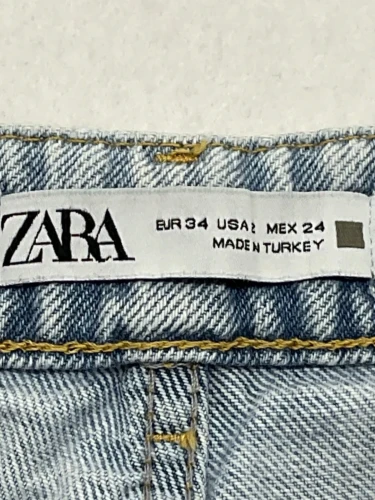 ZARA
EUR 34 USA 2 MEX 24
MADE IN TURKEY